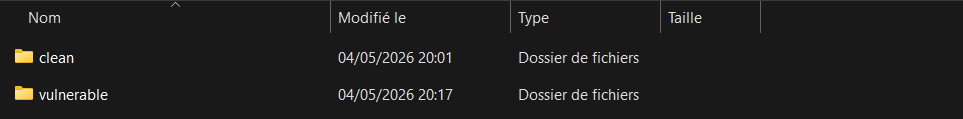 Nom Modifié le Type Taille
clean 04/05/2026 20:01 Dossier de fichiers
vulnerable 04/05/2026 20:17 Dossier de fichiers